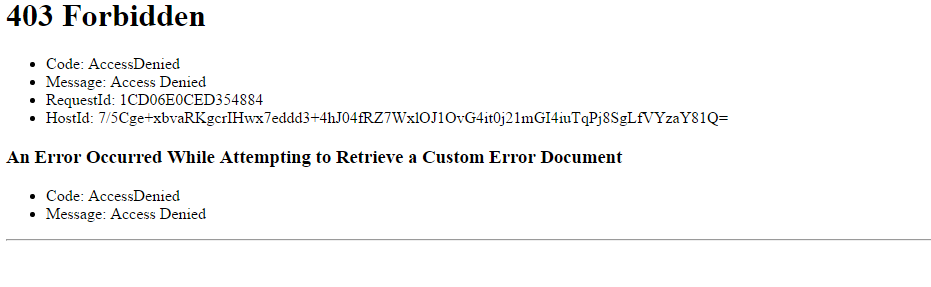 403 Forbidden
Code: AccessDenied
Message: Access Denied
RequestId: 1CD06E0CED354884
HostId: 7/5Cge+xbvaRKgcrIHwx7eddd3+4hJ04fRZ7WxlOJ1OvG4it0j21mGI4iuTqPj8SgLfVYzaY81Q=
An Error Occurred While Attempting to Retrieve a Custom Error Document
Code: AccessDenied
Message: Access Denied